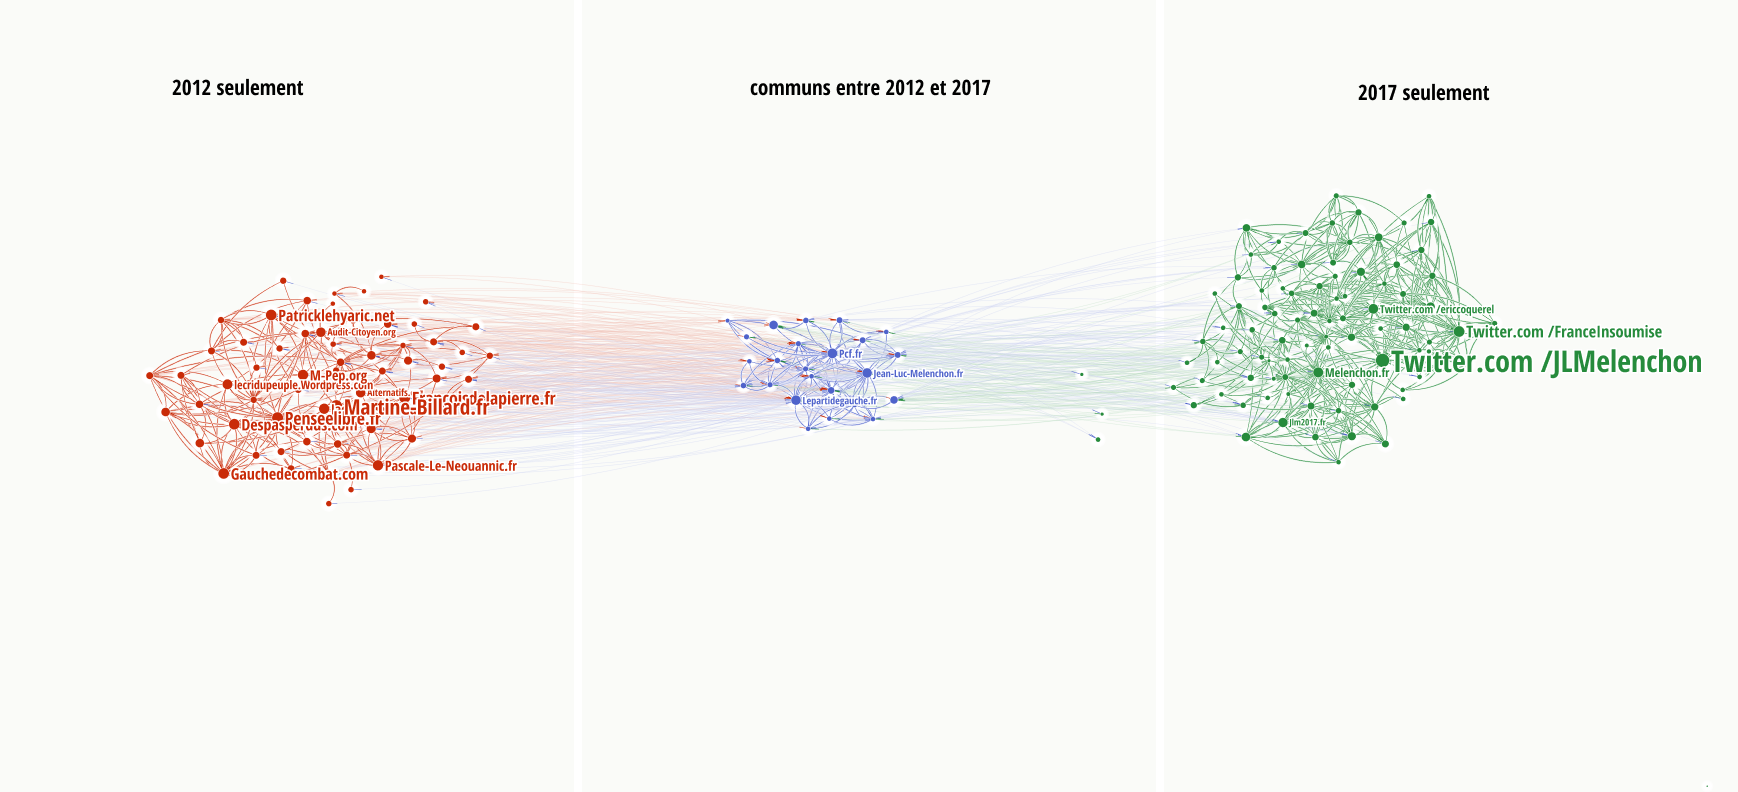 2012 seulement
communs entre 2012 et 2017
2017 seulement
Patricklehyaric.net
Audit-Citoyen.org
M-Pep.org
lecridupeuple.Wordpress.com
Alternatifs.
Francoisdelapierre.fr
Martine-Billard.fr
Penseelibre.fr
Despasperdus.com
Pascale-Le-Neouannic.fr
Gauchedecombat.com
Pcf.fr
Jean-Luc-Melenchon.fr
Lepartidegauche.fr
Twitter.com /ericcoquerel
Twitter.com /FranceInsoumise
Twitter.com /JLMelenchon
Melenchon.fr
Jlm2017.fr